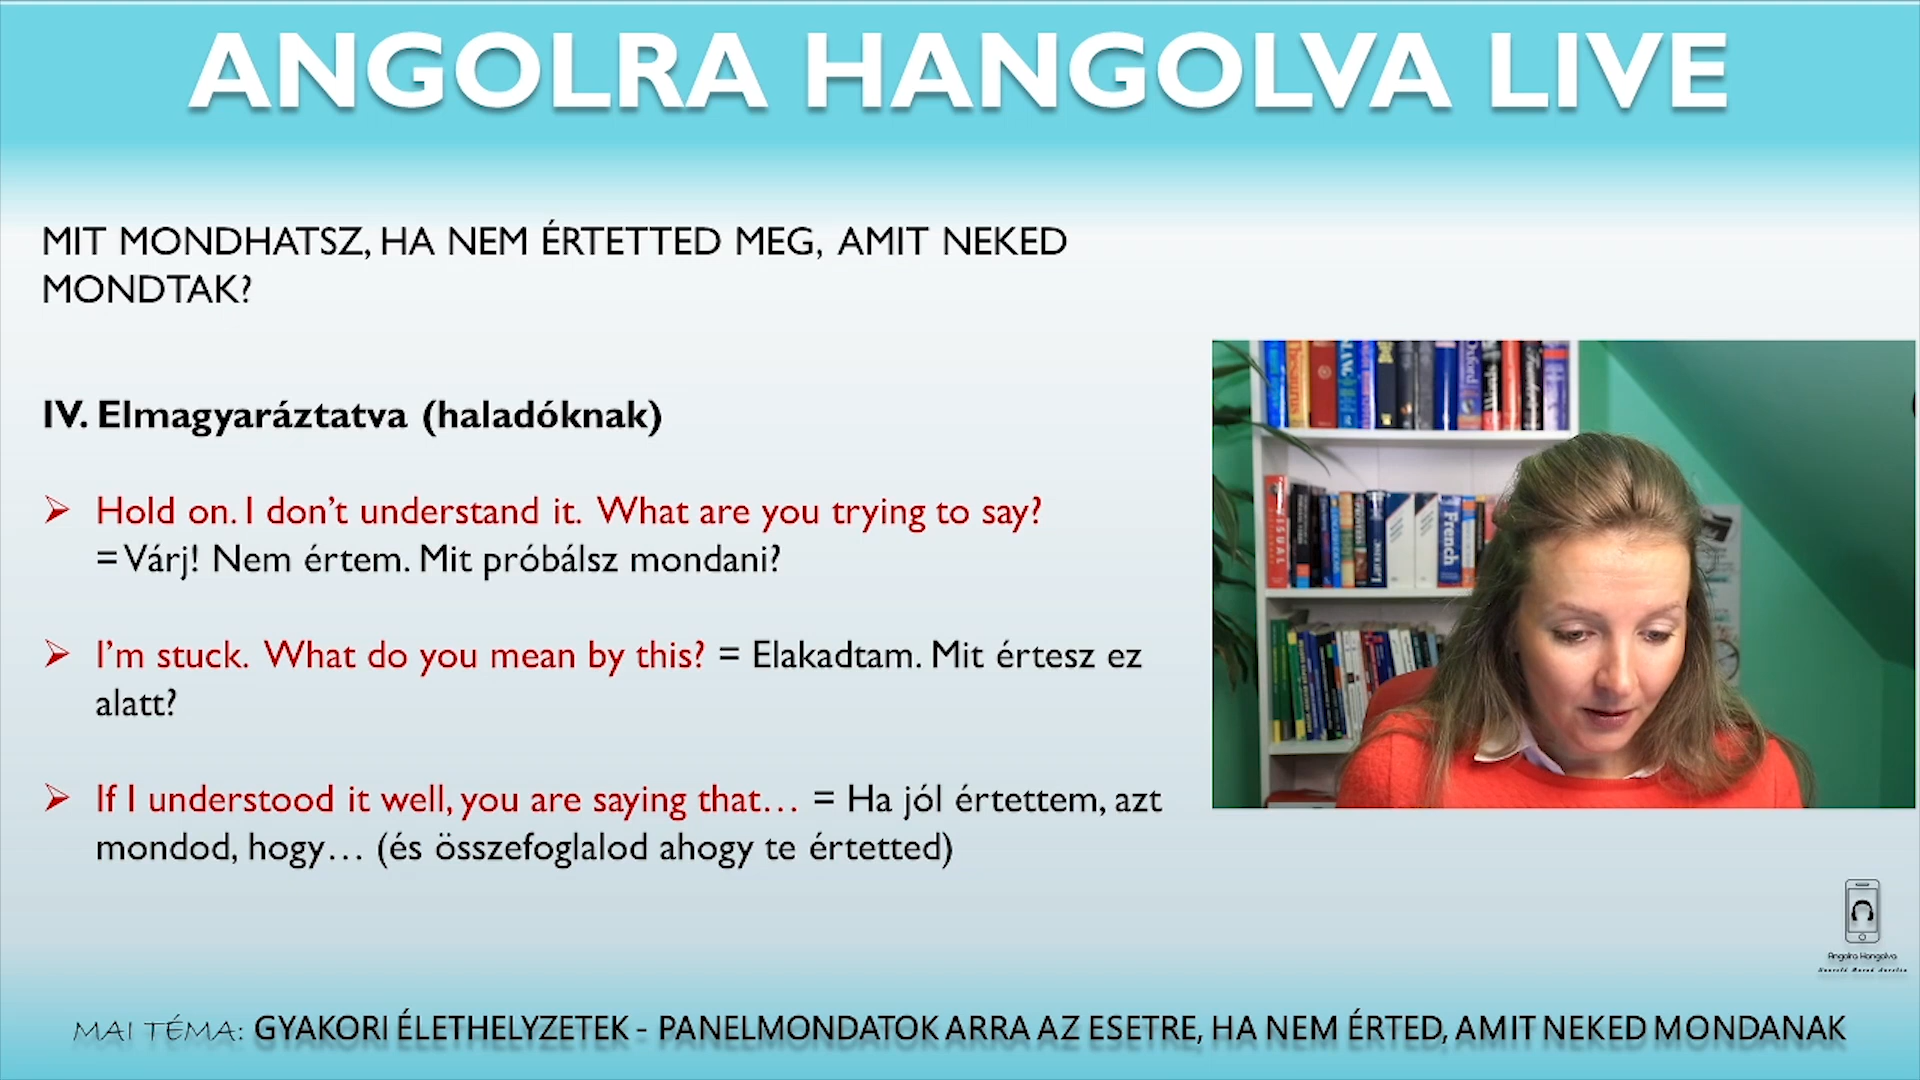 ANGOLRA HANGOLVA LIVE
MIT MONDHATSZ, HA NEM ÉRTETTED MEG, AMIT NEKED
MONDTAK?
IV. Elmagyaráztatva (haladóknak)
➢ Hold on. I don't understand it. What are you trying to say?
= Várj! Nem értem. Mit próbálsz mondani?
➢ I'm stuck. What do you mean by this? = Elakadtam. Mit értesz ez
alatt?
➢ If I understood it well, you are saying that… = Ha jól értettem, azt
mondod, hogy… (és összefoglalod ahogy te értetted)
Thesaurus
Oxford
French
Angolra Hangolva
MAI TÉMA: GYAKORI ÉLETHELYZETEK - PANELMONDATOK ARRA AZ ESETRE, HA NEM ÉRTED, AMIT NEKED MONDANAK